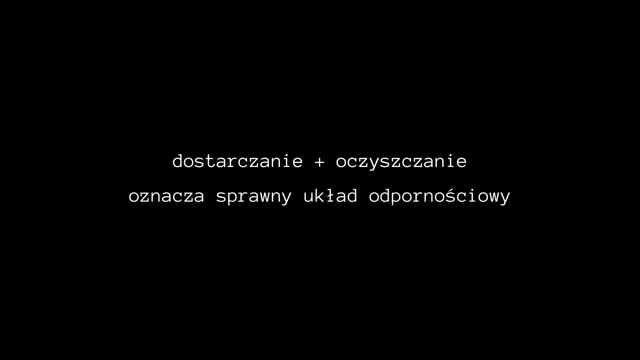 dostarczanie + oczyszczanie
oznacza sprawny układ odpornościowy